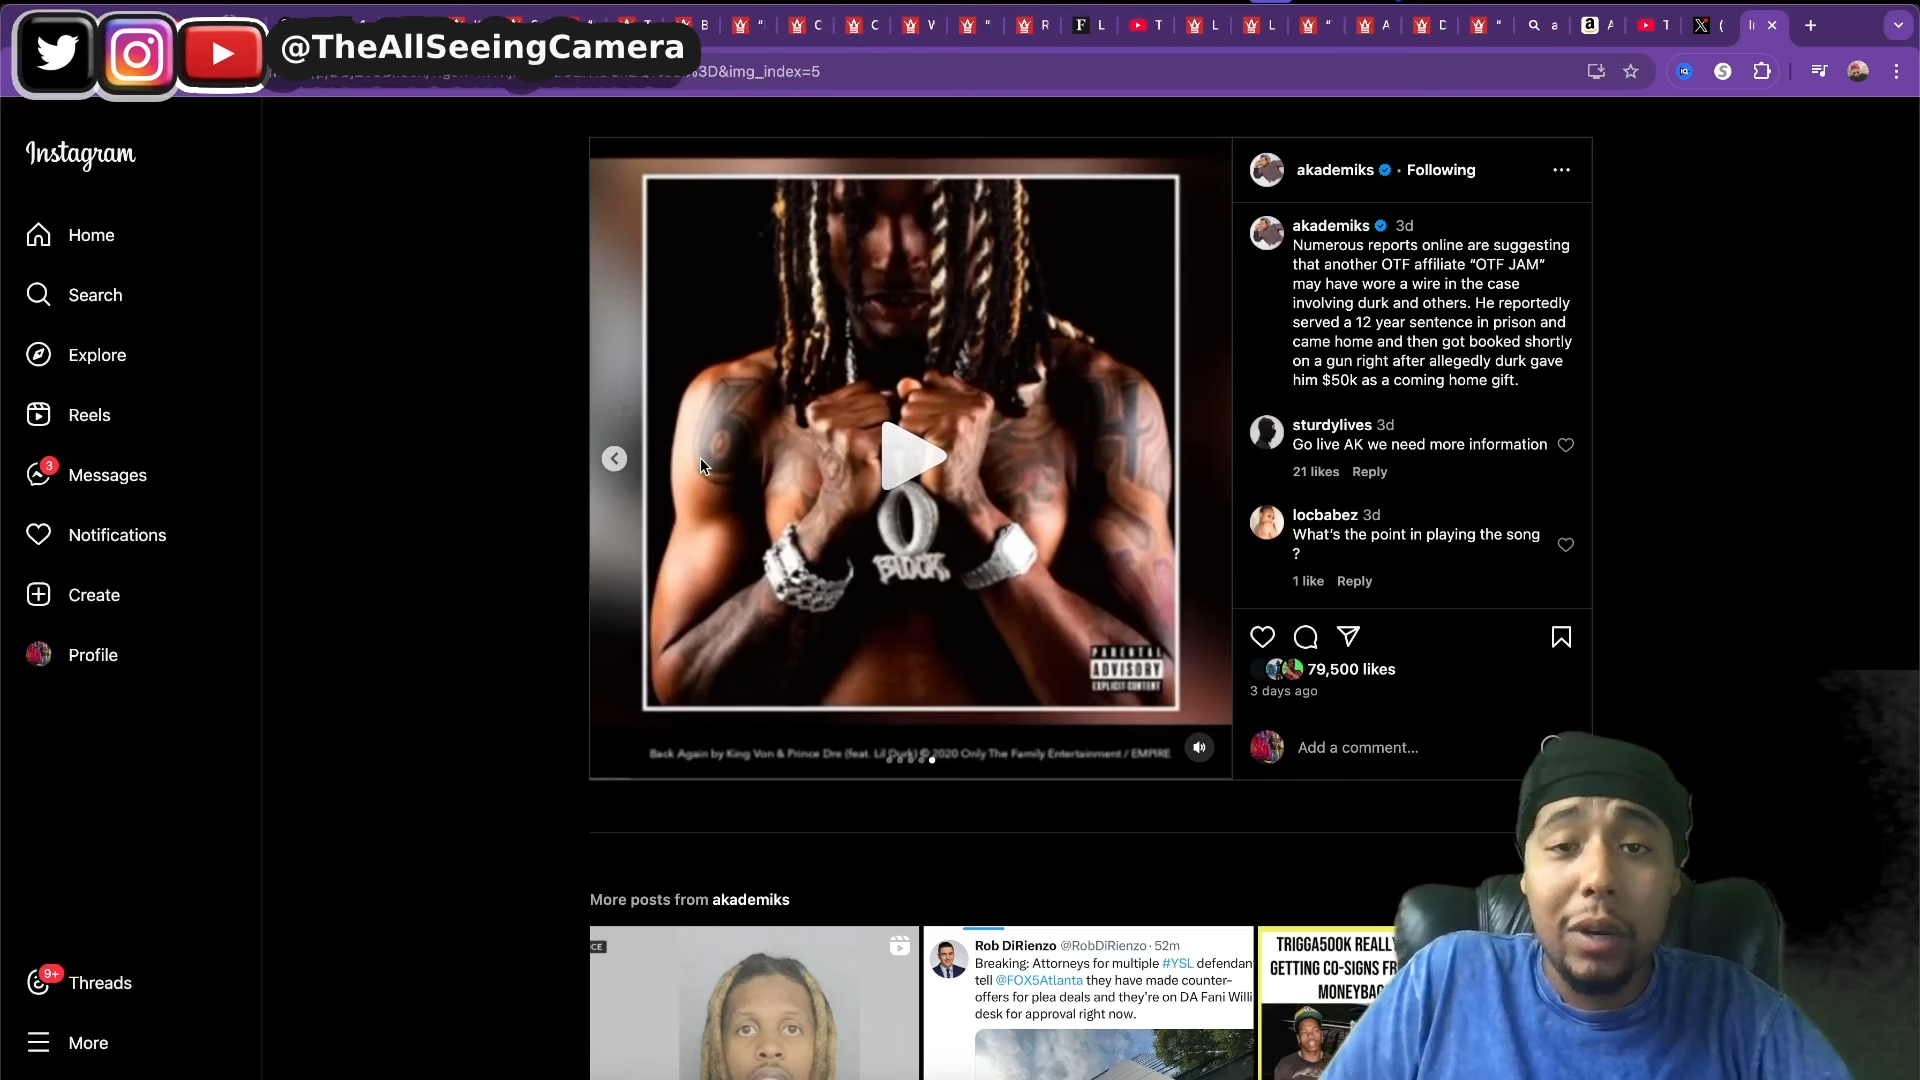 @TheAllSeeingCamera
3D&img_index=5
Instagram
Home
Search
Explore
Reels
3
Messages
Notifications
Create
Profile
9+
Threads
More
O
BLOCK
PARENTAL
ADVISORY
EXPLICIT CONTENT
Back Again by King Von & Prince Dre (feat. Lil Durk) © 2020 Only The Family Entertainment / EMPIRE
akademiks • Following
akademiks 3d
Numerous reports online are suggesting
that another OTF affiliate “OTF JAM”
may have wore a wire in the case
involving durk and others. He reportedly
served a 12 year sentence in prison and
came home and then got booked shortly
on a gun right after allegedly durk gave
him $50k as a coming home gift.
sturdylives 3d
Go live AK we need more information
21 likes Reply
locbabez 3d
What's the point in playing the song
?
1 like Reply
79,500 likes
3 days ago
Add a comment...
More posts from akademiks
CE
Rob DiRienzo @RobDiRienzo · 52m
Breaking: Attorneys for multiple #YSL defendan
tell @FOX5Atlanta they have made counter-
offers for plea deals and they're on DA Fani Willi
desk for approval right now.
TRIGGA500K REALLY
GETTING CO-SIGNS FR
MONEYBAG